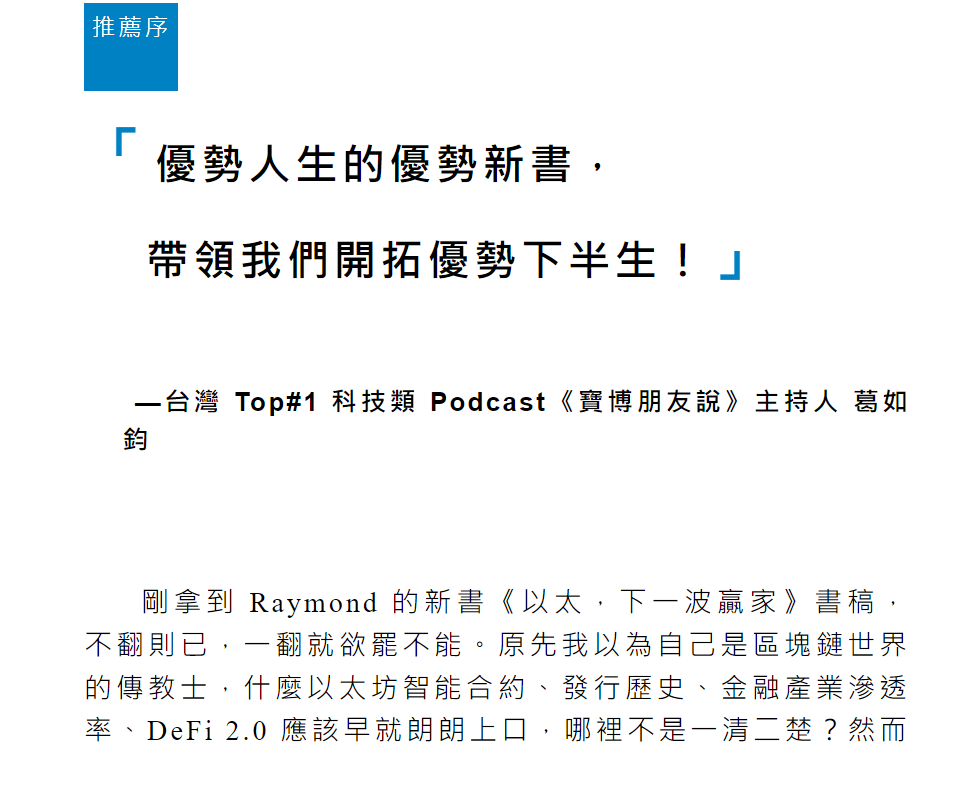 推薦序
「優勢人生的優勢新書，
帶領我們開拓優勢下半生！」
—台灣 Top#1 科技類 Podcast《寶博朋友說》主持人 葛如
鈞
剛拿到 Raymond 的新書《以太，下一波贏家》書稿，
不翻則已，一翻就欲罷不能。原先我以為自己是區塊鏈世界
的傳教士，什麼以太坊智能合約、發行歷史、金融產業滲透
率、DeFi 2.0 應該早就朗朗上口，哪裡不是一清二楚？然而